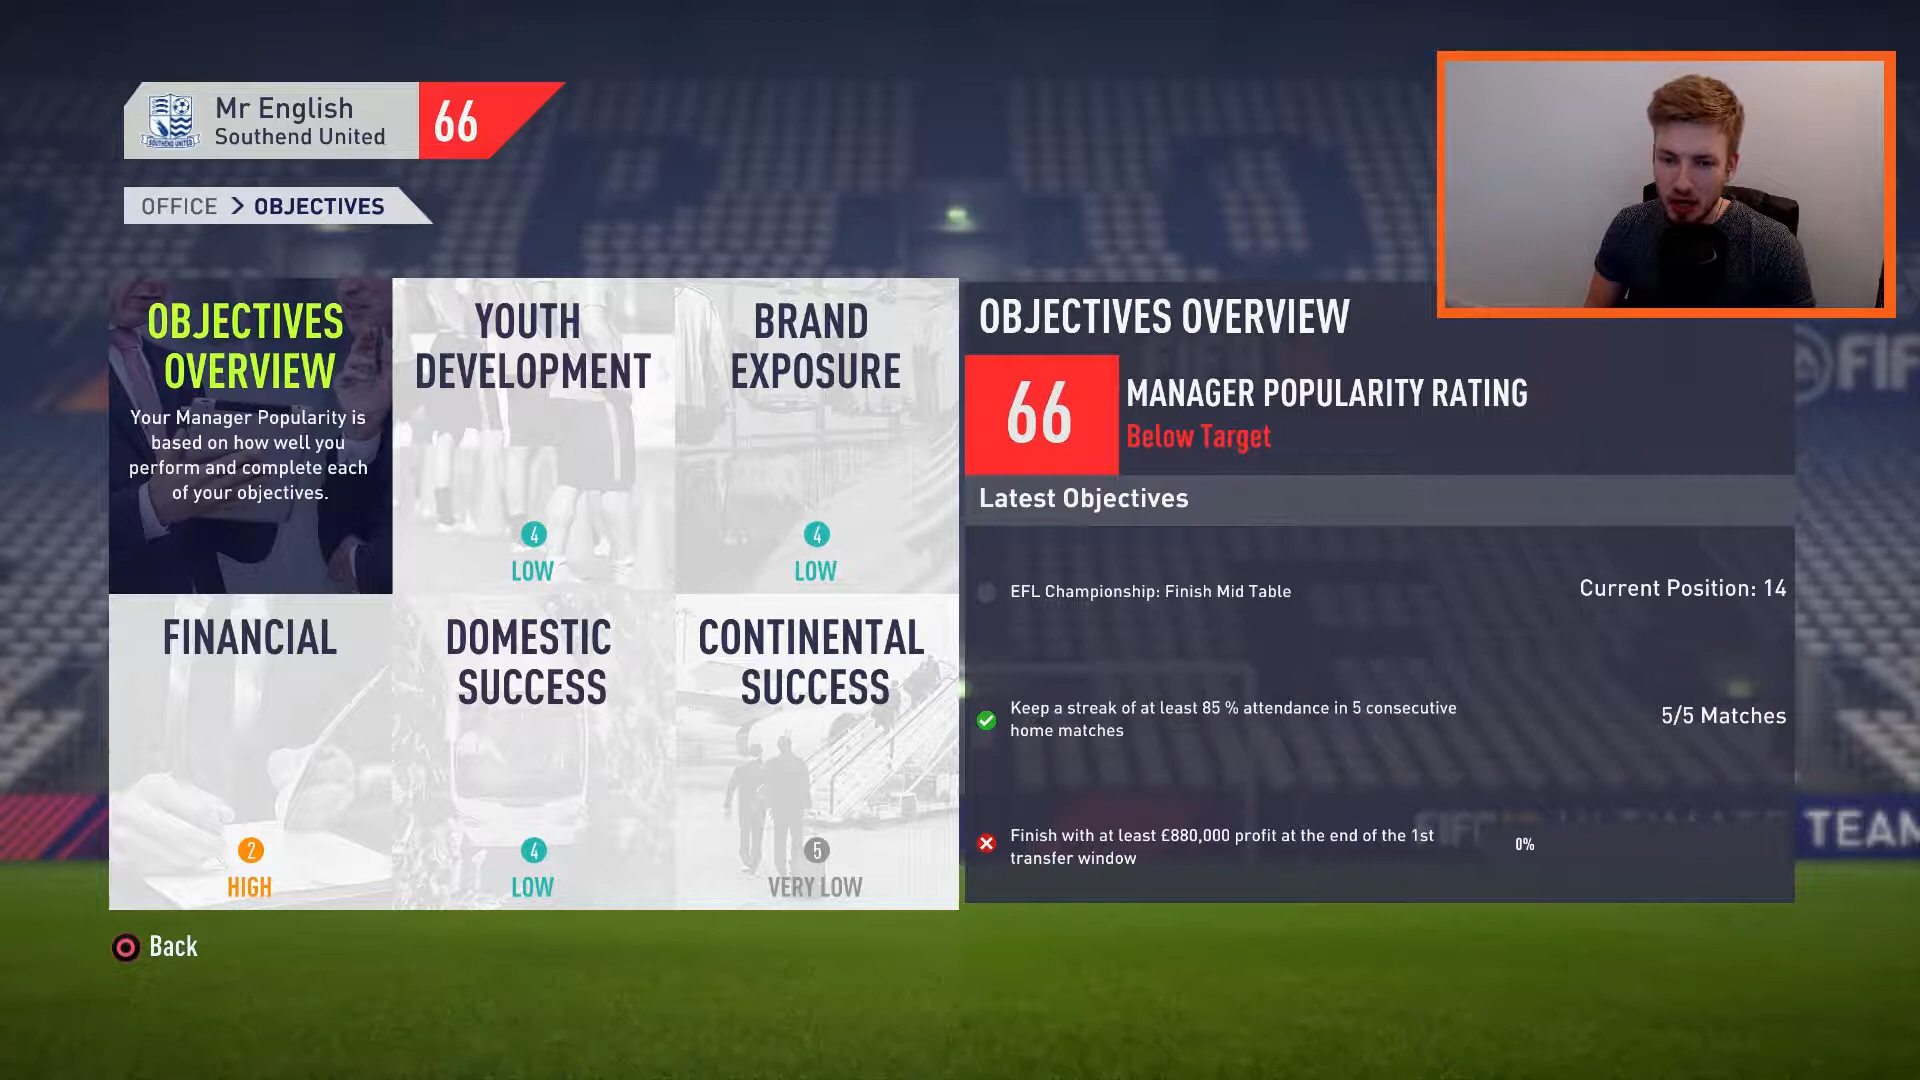 Mr English
Southend United
66
SOUTHEND UNITED
OFFICE > OBJECTIVES
OBJECTIVES
OVERVIEW
Your Manager Popularity is
based on how well you
perform and complete each
of your objectives.
YOUTH
DEVELOPMENT
4
LOW
BRAND
EXPOSURE
4
LOW
FINANCIAL
2
HIGH
DOMESTIC
SUCCESS
4
LOW
CONTINENTAL
SUCCESS
5
VERY LOW
OBJECTIVES OVERVIEW
66
MANAGER POPULARITY RATING
Below Target
Latest Objectives
EFL Championship: Finish Mid Table
Current Position: 14
Keep a streak of at least 85 % attendance in 5 consecutive
home matches
5/5 Matches
Finish with at least £880,000 profit at the end of the 1st
transfer window
0%
Back
TEAM